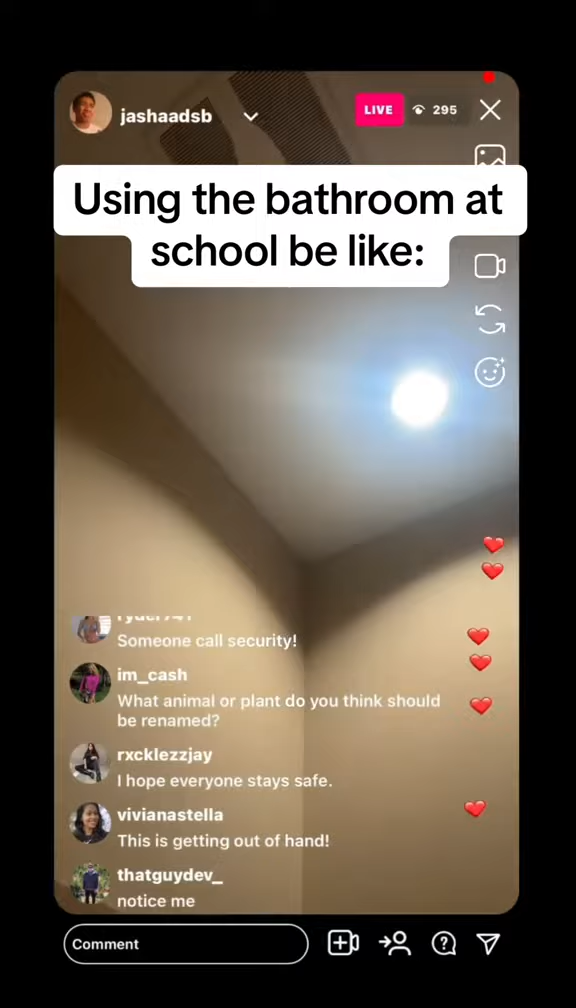 jashaadsb
LIVE
295
Using the bathroom at
school be like:
Someone call security!
im_cash
What animal or plant do you think should
be renamed?
rxcklezzjay
I hope everyone stays safe.
vivianastella
This is getting out of hand!
thatguydev_
notice me
Comment